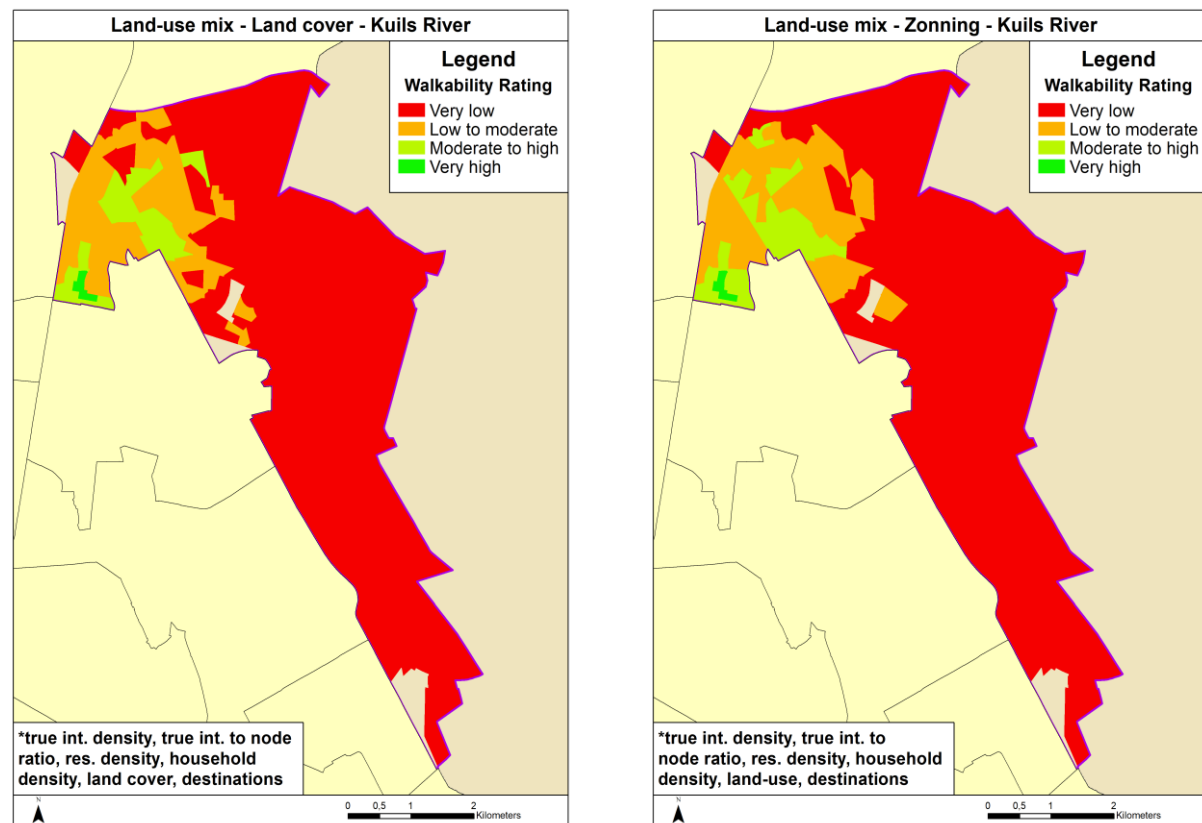 Land-use mix - Land cover - Kuils River
Legend
Walkability Rating
Very low
Low to moderate
Moderate to high
Very high
*true int. density, true int. to node
ratio, res. density, household
density, land cover, destinations
N
0 0,5 1 2
Kilometers
Land-use mix - Zonning - Kuils River
Legend
Walkability Rating
Very low
Low to moderate
Moderate to high
Very high
*true int. density, true int. to
node ratio, res. density, household
density, land-use, destinations
N
0 0,5 1 2
Kilometers